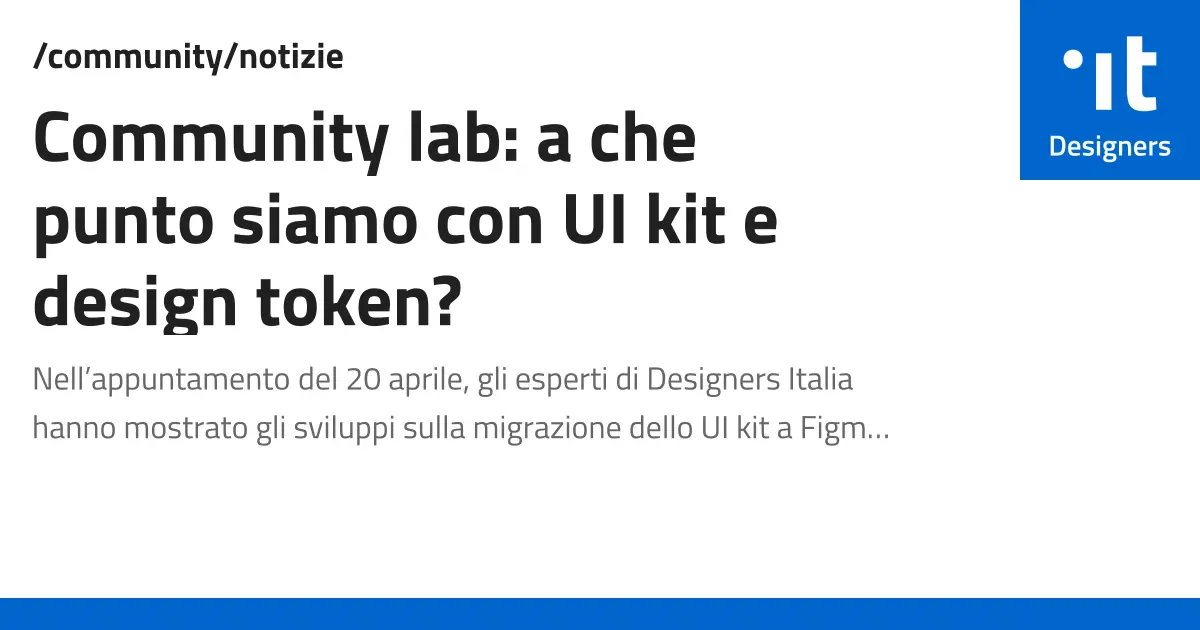 /community/notizie
Community lab: a che
punto siamo con UI kit e
design token?
Nell’appuntamento del 20 aprile, gli esperti di Designers Italia
hanno mostrato gli sviluppi sulla migrazione dello UI kit a Figm...
it
Designers